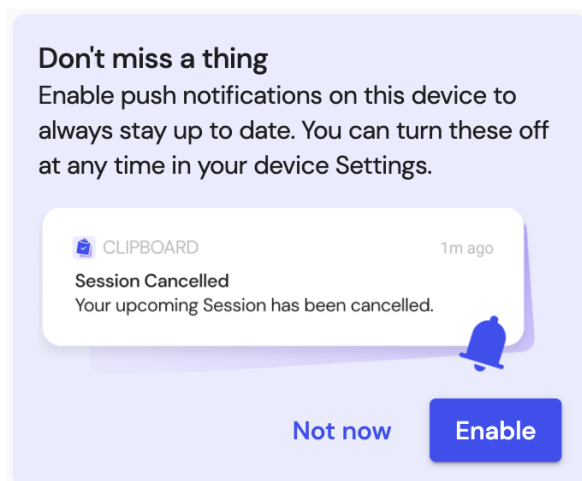 Don't miss a thing
Enable push notifications on this device to
always stay up to date. You can turn these off
at any time in your device Settings.
CLIPBOARD 1m ago
Session Cancelled
Your upcoming Session has been cancelled.
Not now Enable